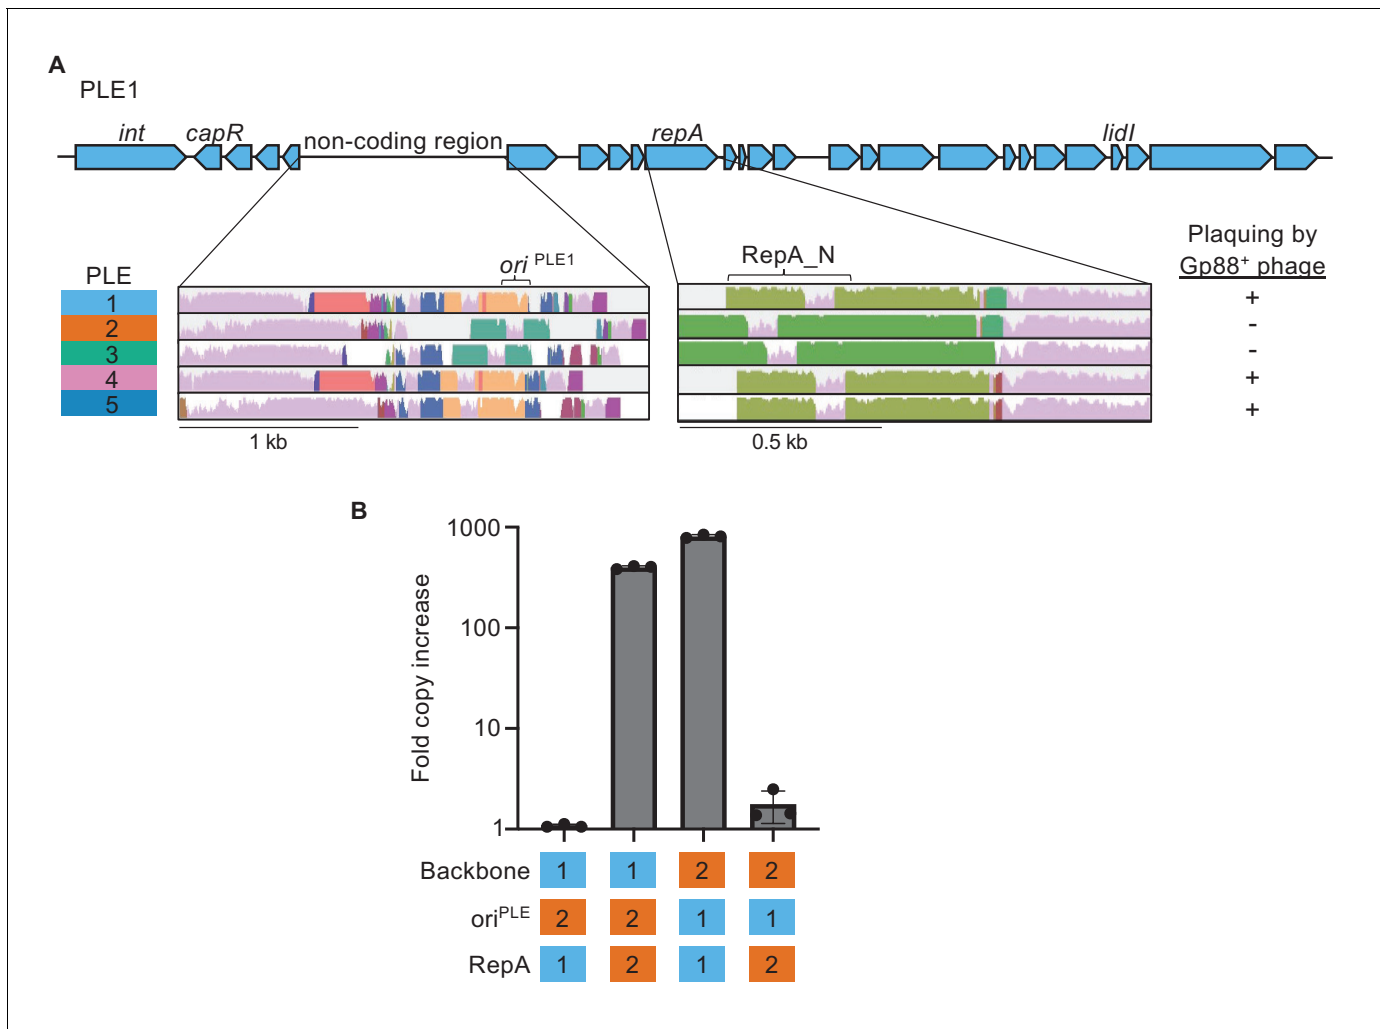 A
PLE1
int capR non-coding region repA lidI
PLE
ori PLE1
RepA_N
Plaquing by
Gp88+ phage
1 +
2 -
3 -
4 +
5 +
1 kb 0.5 kb
B
Fold copy increase
1000
100
10
1
Backbone 1 1 2 2
oriPLE 2 2 1 1
RepA 1 2 1 2